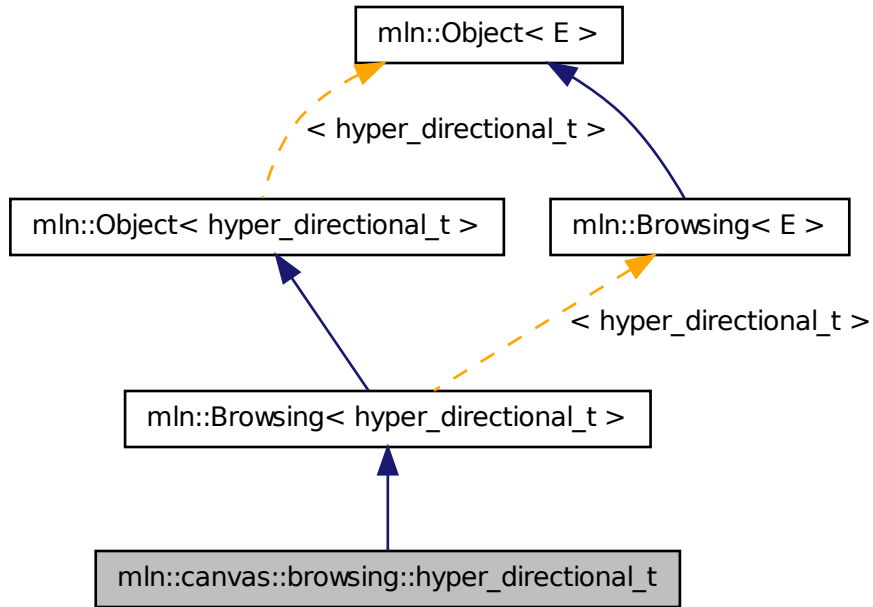 mln::Object< E >
< hyper_directional_t >
mln::Object< hyper_directional_t >
mln::Browsing< E >
< hyper_directional_t >
mln::Browsing< hyper_directional_t >
mln::canvas::browsing::hyper_directional_t